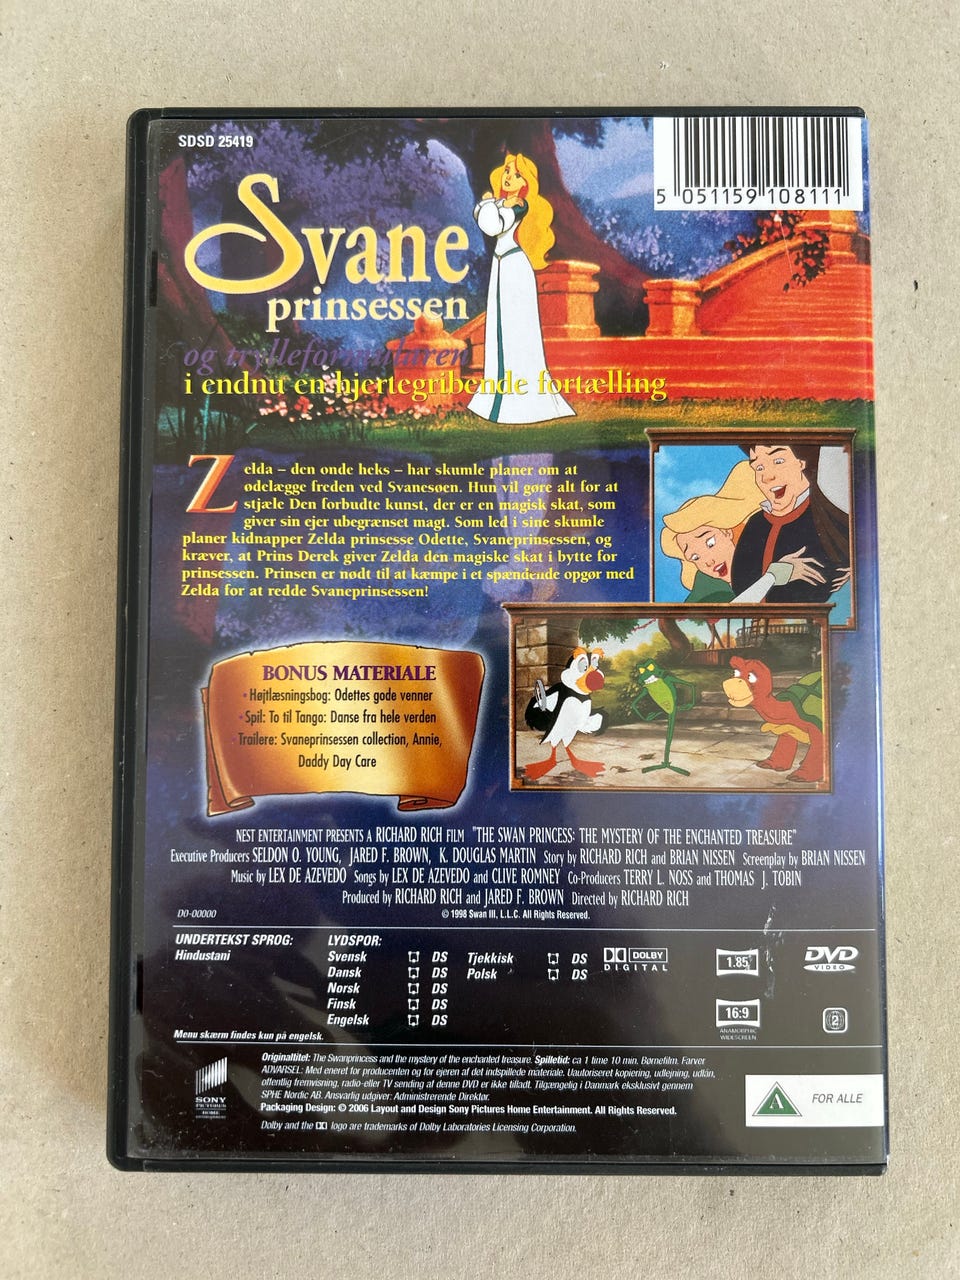 SDSD 25419
5 051159 108111
Svane
prinsessen
og trylleformularen
i endnu en hjertegribende fortælling
Zelda – den onde heks – har skumle planer om at
ødelægge freden ved Svanesøen. Hun vil gøre alt for at
stjæle Den forbudte kunst, der er en magisk skat, som
giver sin ejer ubegrænset magt. Som led i sine skumle
planer kidnapper Zelda prinsesse Odette, Svaneprinsessen, og
kræver, at Prins Derek giver Zelda den magiske skat i bytte for
prinsessen. Prinsen er nødt til at kæmpe i et spændende opgør med
Zelda for at redde Svaneprinsessen!
BONUS MATERIALE
• Højtlæsningsbog: Odettes gode venner
• Spil: To til Tango: Danse fra hele verden
Trailere: Svaneprinsessen collection, Annie,
Daddy Day Care
NEST ENTERTAINMENT PRESENTS A RICHARD RICH FILM "THE SWAN PRINCESS: THE MYSTERY OF THE ENCHANTED TREASURE"
Executive Producers SELDON O. YOUNG, JARED F. BROWN, K. DOUGLAS MARTIN Story by RICHARD RICH and BRIAN NISSEN Screenplay by BRIAN NISSEN
Music by LEX DE AZEVEDO Songs by LEX DE AZEVEDO and CLIVE ROMNEY Co-Producers TERRY L. NOSS and THOMAS J. TOBIN
Produced by RICHARD RICH and JARED F. BROWN Directed by RICHARD RICH
D0-00000
© 1998 Swan III, L.L.C. All Rights Reserved.
UNDERTEKST SPROG:
Hindustani
LYDSPOR:
Svensk DS
Dansk DS
Norsk DS
Finsk DS
Engelsk DS
Tjekkisk DS
Polsk DS
DOLBY
DIGITAL
1.85
DVD
VIDEO
16:9
ANAMORPHIC
WIDESCREEN
2
Menu skærm findes kun på engelsk.
SONY
PICTURES
HOME
ENTERTAINMENT
Originaltitel: The Swanprincess and the mystery of the enchanted treasure. Spilletid: ca 1 time 10 min. Børnefilm. Farver
ADVARSEL: Med eneret for producenten og for ejeren af det indspillede materiale. Uautoriseret kopiering, udlejning, udlån,
offentlig fremvisning, radio-eller TV sending af denne DVD er ikke tilladt. Tilgængelig i Danmark eksklusivt gennem
SPHE Nordic AB. Ansvarlig udgiver: Administrerende Direktør.
Packaging Design: © 2006 Layout and Design Sony Pictures Home Entertainment. All Rights Reserved.
Dolby and the DD logo are trademarks of Dolby Laboratories Licensing Corporation.
A
FOR ALLE